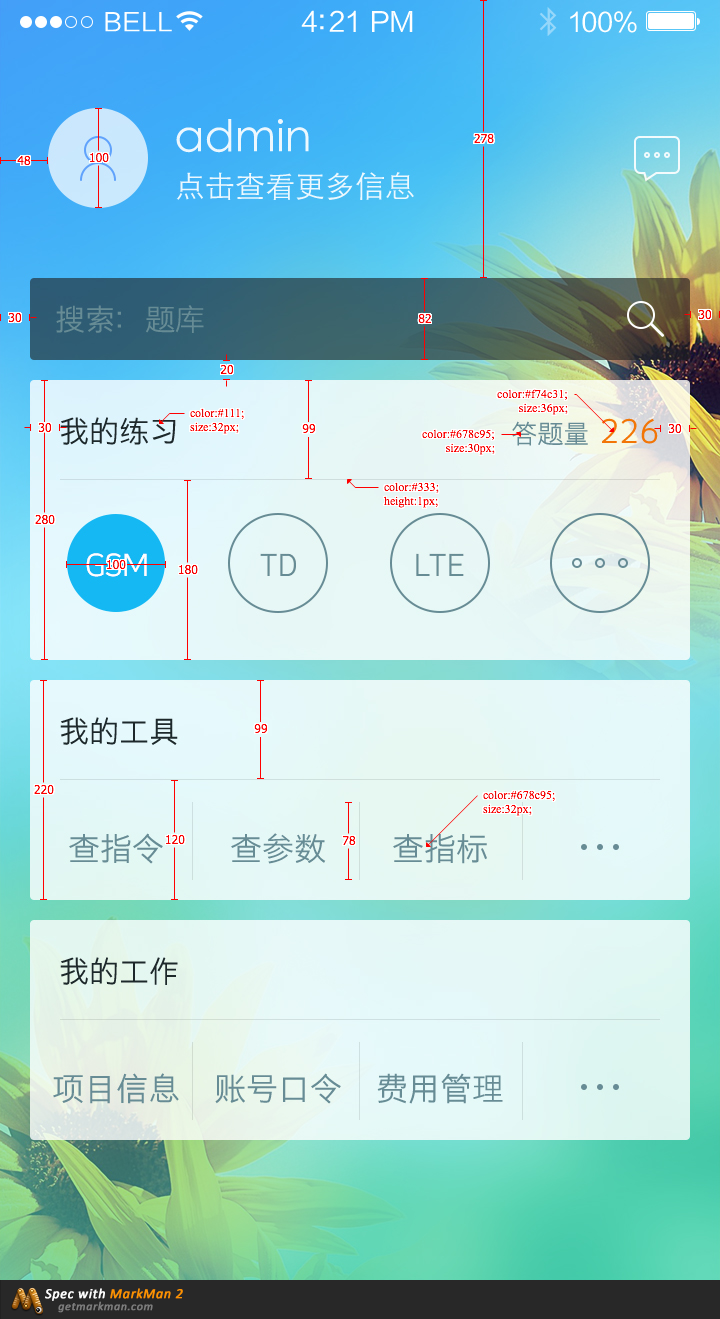 BELL 4:21 PM 100%
278
admin
48 100
点击查看更多信息
搜索： 题库
30 82 30
20
color:#f74c31;
size:36px;
color:#111;
size:32px;
30 我的练习 99 color:#678c95;
size:30px;
答题量 226 30
color:#333;
height:1px;
280
GSM TD LTE
100 180
我的工具 99
220
color:#678c95;
size:32px;
查指令 120 查参数 78 查指标
我的工作
项目信息 账号口令 费用管理
Spec with MarkMan 2
getmarkman.com